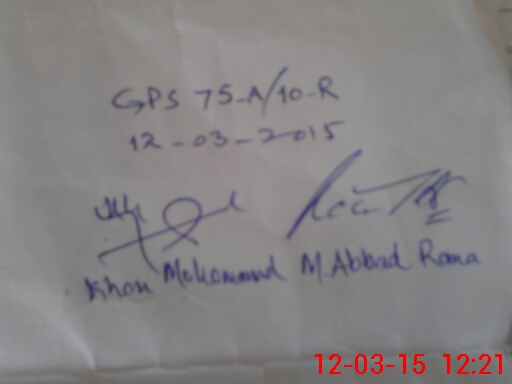 GPS 75-A/10-R
12-03-2015
Khan Mohammad M. Abbad Rana
12-03-15 12:21